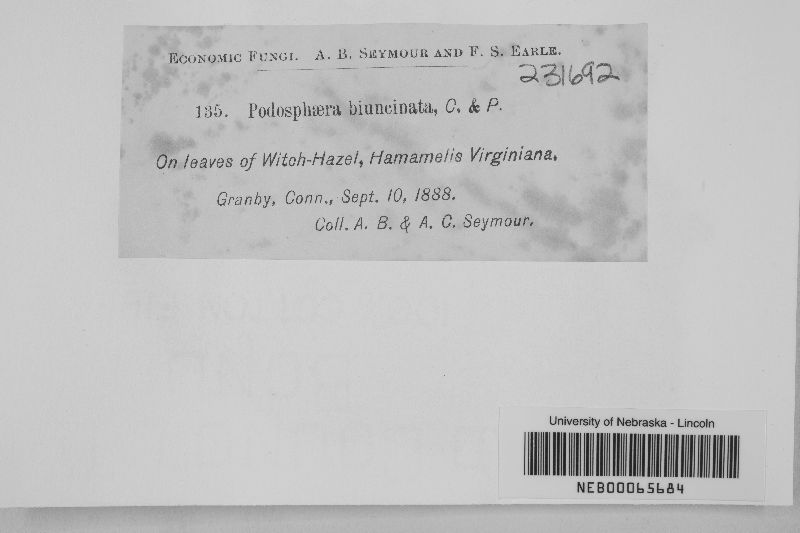 ECONOMIC FUNGI. A. B. SEYMOUR AND F. S. EARLE.
231692
135. Podosphæra biuncinata, C. & P.
On leaves of Witch-Hazel, Hamamelis Virginiana.
Granby, Conn., Sept. 10, 1888.
Coll. A. B. & A. C. Seymour.
University of Nebraska - Lincoln
NEB00065684